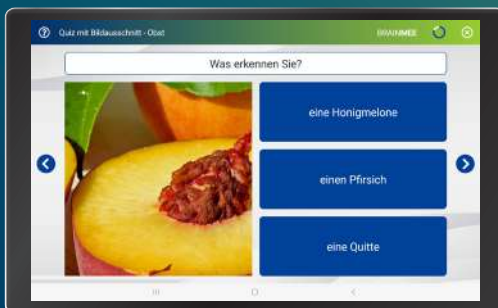 Quiz mit Bildausschnitt - Obst
BRAINMEE
Was erkennen Sie?
eine Honigmelone
einen Pfirsich
eine Quitte